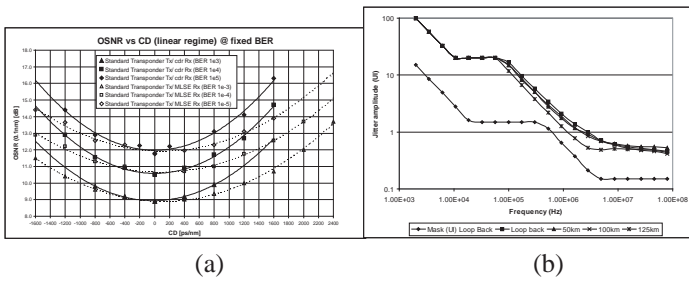 OSNR vs CD (linear regime) @ fixed BER
18.0
17.0
16.0
15.0
14.0
13.0
12.0
11.0
10.0
9.0
8.0
OSNR (0.1nm) [dB]
Standard Transponder Tx/ cdr Rx (BER 1e3)
Standard Transponder Tx/ cdr Rx (BER 1e4)
Standard Transponder Tx/ cdr Rx (BER 1e5)
Standard Transponder Tx/ MLSE Rx (BER 1e-3)
Standard Transponder Tx/ MLSE Rx (BER 1e-4)
Standard Transponder Tx/ MLSE Rx (BER 1e-5)
-1600 -1200 -800 -400 0 400 800 1200 1600 2000 2400
CD [ps/nm]
(a)
100
10
1
0.1
Jitter amplitude (UI)
1.00E+03 1.00E+04 1.00E+05 1.00E+06 1.00E+07 1.00E+08
Frequency (Hz)
Mask (UI) Loop Back Loop back 50km 100km 125km
(b)